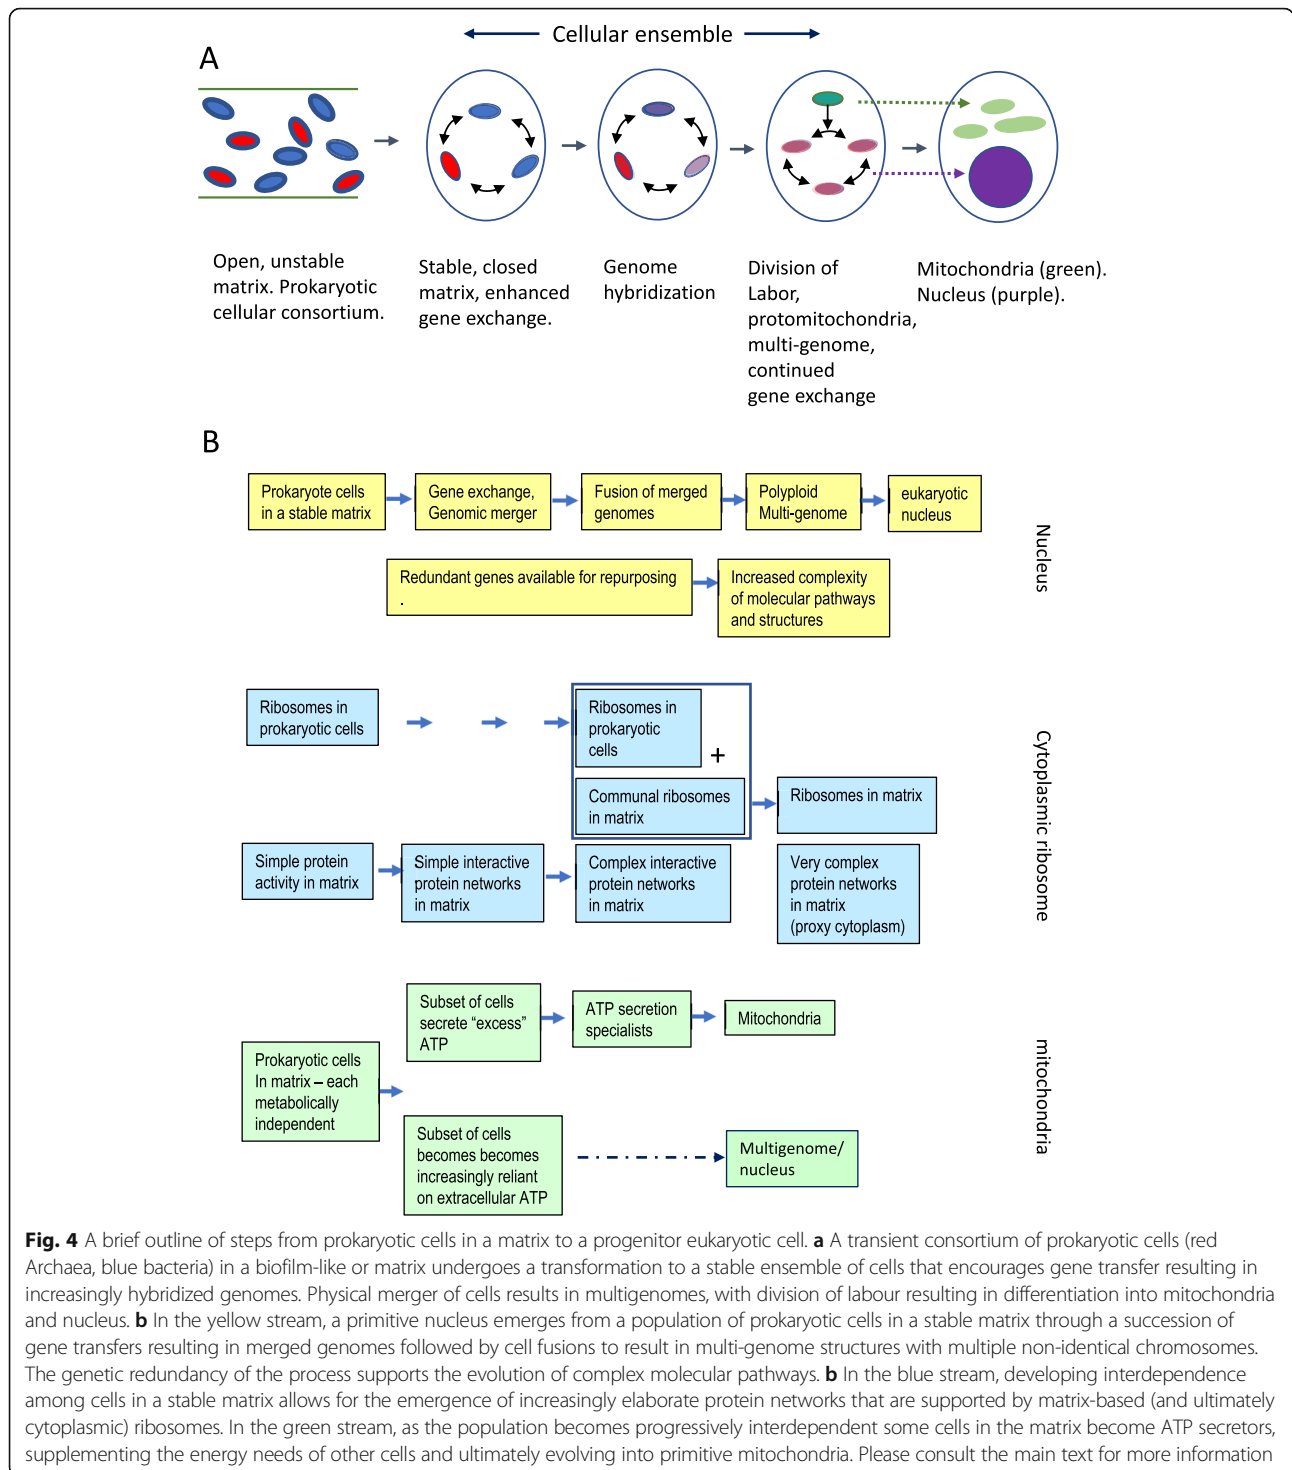 Cellular ensemble
A
Open, unstable
matrix. Prokaryotic
cellular consortium.
Stable, closed
matrix, enhanced
gene exchange.
Genome
hybridization
Division of
Labor,
protomitochondria,
multi-genome,
continued
gene exchange
Mitochondria (green).
Nucleus (purple).
B
Prokaryote cells
in a stable matrix
Gene exchange,
Genomic merger
Fusion of merged
genomes
Polyploid
Multi-genome
eukaryotic
nucleus
Redundant genes available for repurposing
.
Increased complexity
of molecular pathways
and structures
Nucleus
Ribosomes in
prokaryotic cells
Ribosomes in
prokaryotic
cells
+
Communal ribosomes
in matrix
Ribosomes in matrix
Simple protein
activity in matrix
Simple interactive
protein networks
in matrix
Complex interactive
protein networks
in matrix
Very complex
protein networks
in matrix
(proxy cytoplasm)
Cytoplasmic ribosome
Prokaryotic cells
In matrix – each
metabolically
independent
Subset of cells
secrete “excess”
ATP
ATP secretion
specialists
Mitochondria
Subset of cells
becomes becomes
increasingly reliant
on extracellular ATP
Multigenome/
nucleus
mitochondria
Fig. 4 A brief outline of steps from prokaryotic cells in a matrix to a progenitor eukaryotic cell. a A transient consortium of prokaryotic cells (red
Archaea, blue bacteria) in a biofilm-like or matrix undergoes a transformation to a stable ensemble of cells that encourages gene transfer resulting in
increasingly hybridized genomes. Physical merger of cells results in multigenomes, with division of labour resulting in differentiation into mitochondria
and nucleus. b In the yellow stream, a primitive nucleus emerges from a population of prokaryotic cells in a stable matrix through a succession of
gene transfers resulting in merged genomes followed by cell fusions to result in multi-genome structures with multiple non-identical chromosomes.
The genetic redundancy of the process supports the evolution of complex molecular pathways. b In the blue stream, developing interdependence
among cells in a stable matrix allows for the emergence of increasingly elaborate protein networks that are supported by matrix-based (and ultimately
cytoplasmic) ribosomes. In the green stream, as the population becomes progressively interdependent some cells in the matrix become ATP secretors,
supplementing the energy needs of other cells and ultimately evolving into primitive mitochondria. Please consult the main text for more information